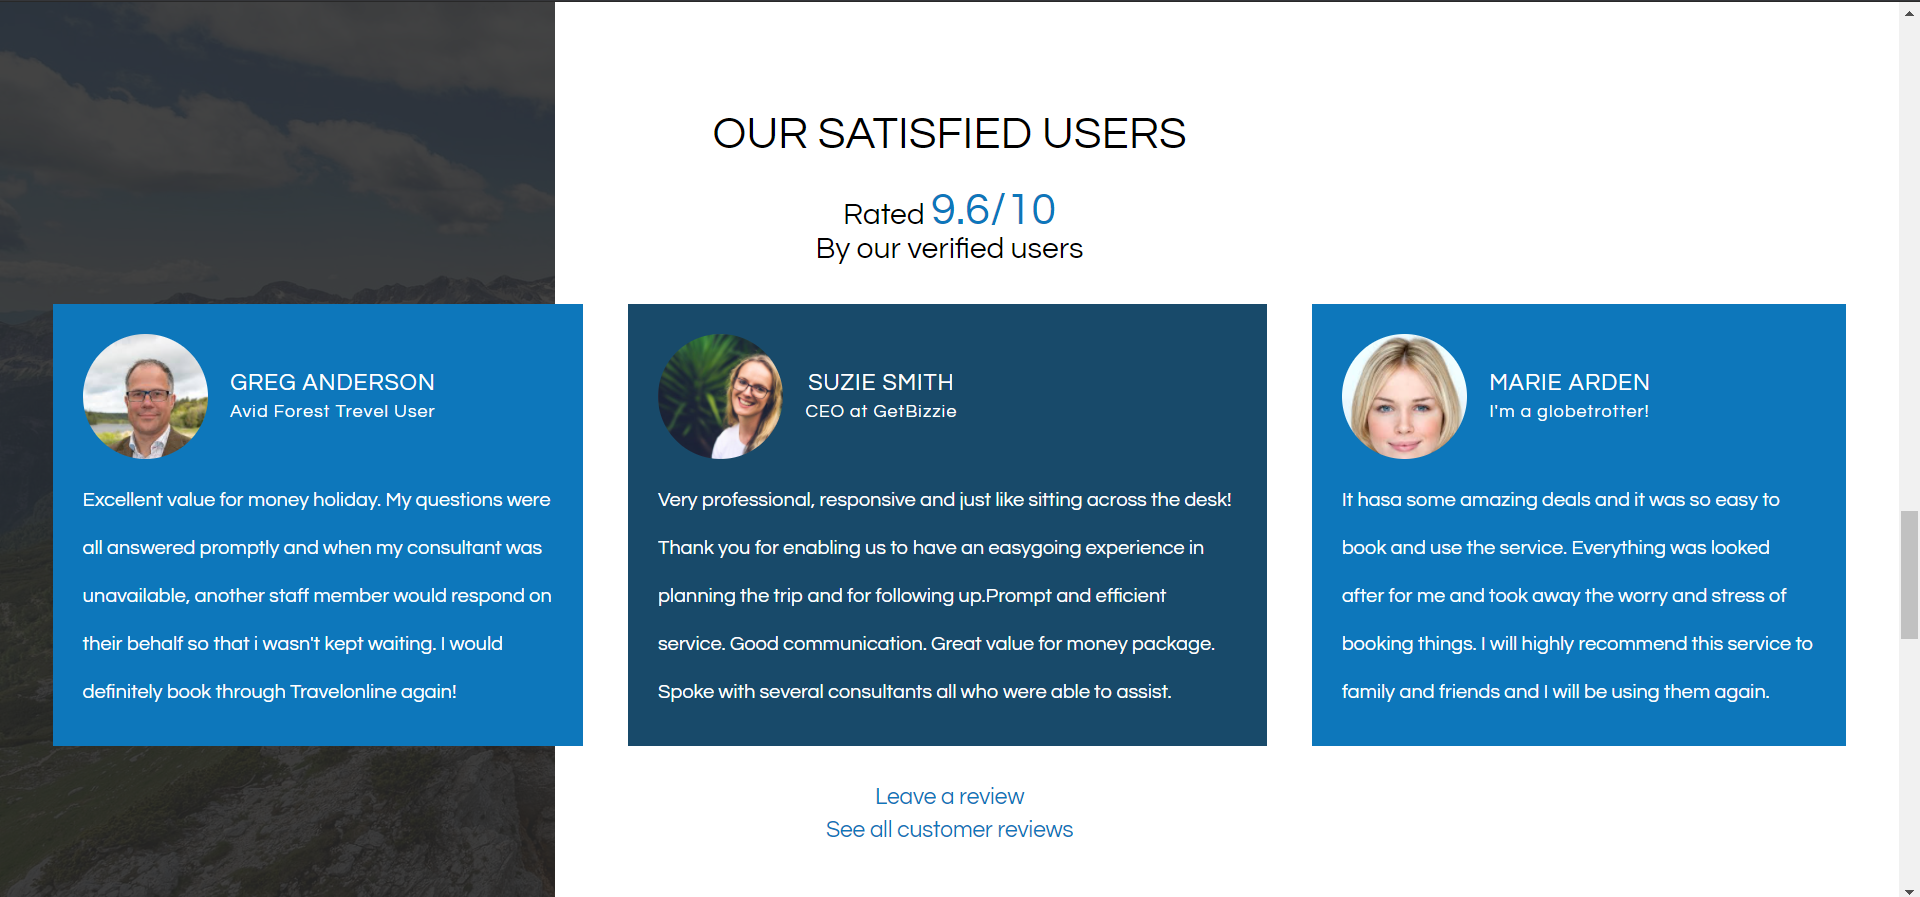 OUR SATISFIED USERS
Rated 9.6/10
By our verified users
GREG ANDERSON
Avid Forest Trevel User
Excellent value for money holiday. My questions were
all answered promptly and when my consultant was
unavailable, another staff member would respond on
their behalf so that i wasn't kept waiting. I would
definitely book through Travelonline again!
SUZIE SMITH
CEO at GetBizzie
Very professional, responsive and just like sitting across the desk!
Thank you for enabling us to have an easygoing experience in
planning the trip and for following up.Prompt and efficient
service. Good communication. Great value for money package.
Spoke with several consultants all who were able to assist.
MARIE ARDEN
I'm a globetrotter!
It hasa some amazing deals and it was so easy to
book and use the service. Everything was looked
after for me and took away the worry and stress of
booking things. I will highly recommend this service to
family and friends and I will be using them again.
Leave a review
See all customer reviews